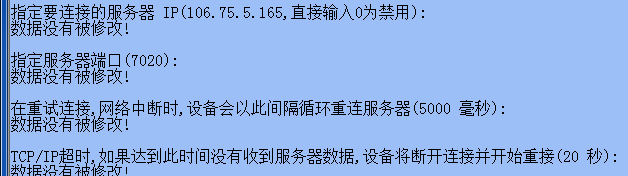 指定要连接的服务器 IP(106.75.5.165,直接输入0为禁用):
数据没有被修改!
指定服务器端口(7020):
数据没有被修改!
在重试连接,网络中断时,设备会以此间隔循环重连服务器(5000 毫秒):
数据没有被修改!
TCP/IP超时,如果达到此时间没有收到服务器数据,设备将断开连接并开始重接(20 秒):
数据没有被修改!